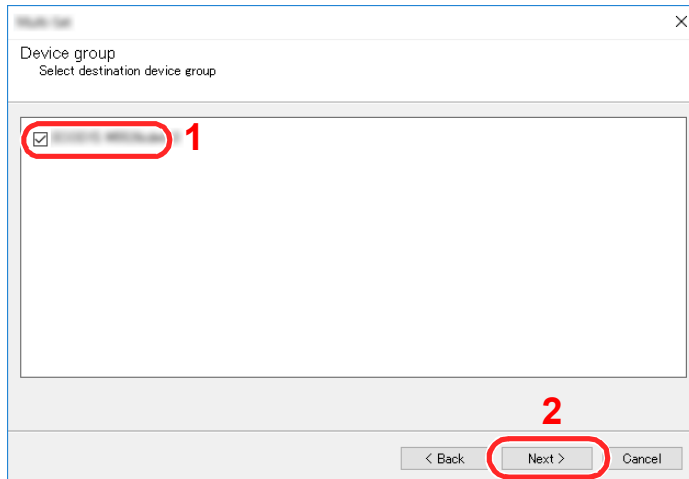 Device group
Select destination device group
1
2
< Back
Next >
Cancel